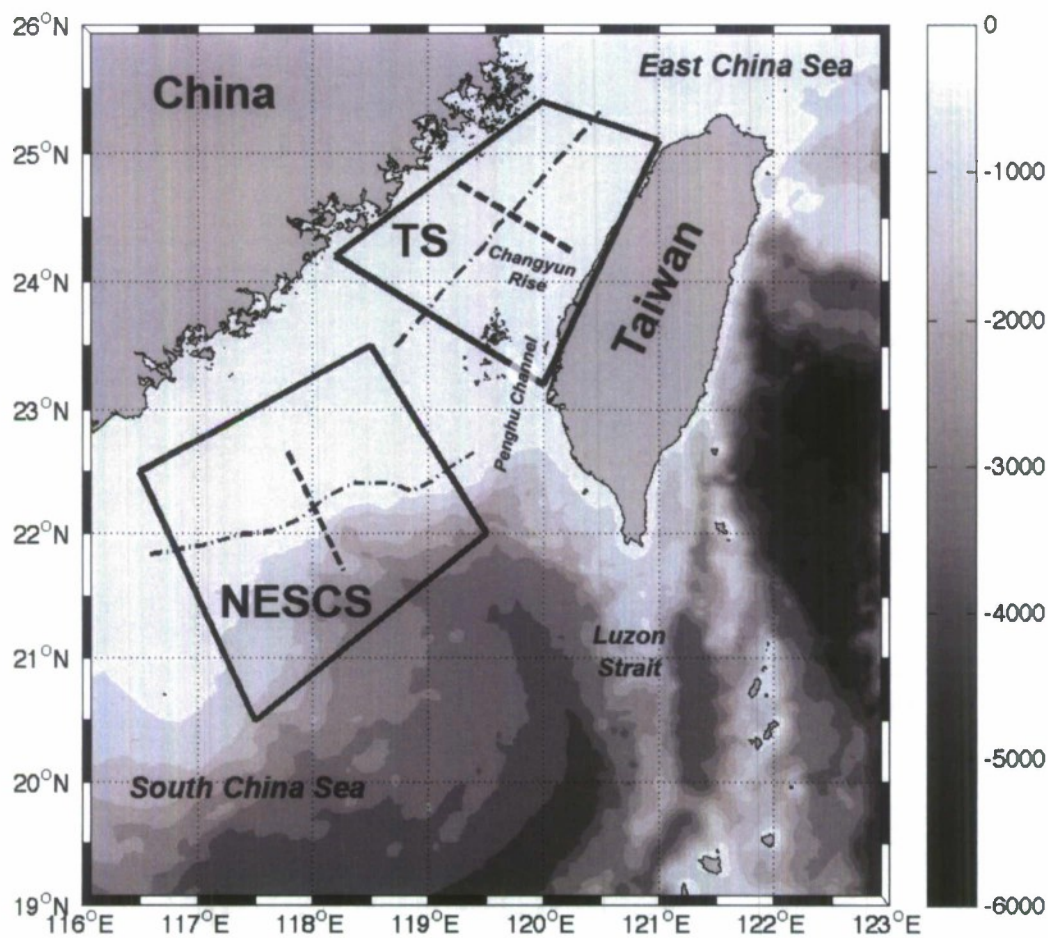 26°N
25°N
24°N
23°N
22°N
21°N
20°N
19°N
116°E
117°E
118°E
119°E
120°E
121°E
122°E
123°E
China
East China Sea
TS
Changyun
Rise
Taiwan
Penghu Channel
NESCS
Luzon
Strait
South China Sea
0
-1000
-2000
-3000
-4000
-5000
-6000